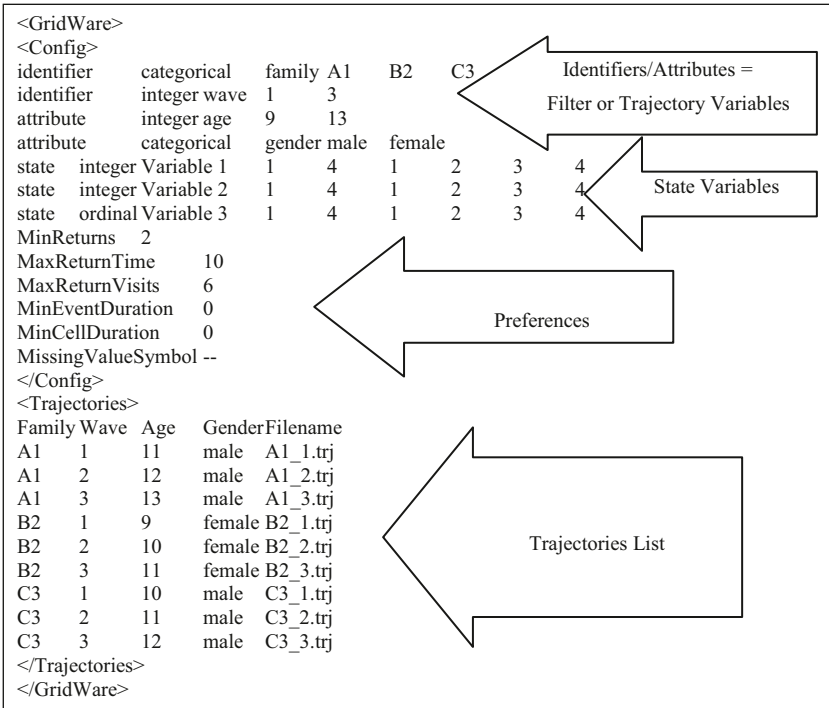 <GridWare>
<Config>
identifier categorical family A1 B2 C3
identifier integer wave 1 3
attribute integer age 9 13
attribute categorical gender male female
Identifiers/Attributes =
Filter or Trajectory Variables
state integer Variable 1 1 4 1 2 3 4
state integer Variable 2 1 4 1 2 3 4
state ordinal Variable 3 1 4 1 2 3 4
State Variables
MinReturns 2
MaxReturnTime 10
MaxReturnVisits 6
MinEventDuration 0
MinCellDuration 0
MissingValueSymbol --
Preferences
</Config>
<Trajectories>
Family Wave Age Gender Filename
A1 1 11 male A1_1.trj
A1 2 12 male A1_2.trj
A1 3 13 male A1_3.trj
B2 1 9 female B2_1.trj
B2 2 10 female B2_2.trj
B2 3 11 female B2_3.trj
C3 1 10 male C3_1.trj
C3 2 11 male C3_2.trj
C3 3 12 male C3_3.trj
Trajectories List
</Trajectories>
</GridWare>